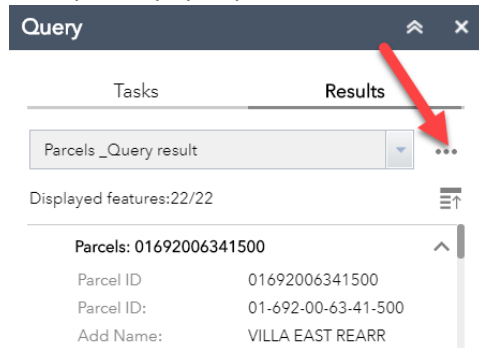 Query
Tasks Results
Parcels _Query result
Displayed features:22/22
Parcels: 01692006341500
Parcel ID 01692006341500
Parcel ID: 01-692-00-63-41-500
Add Name: VILLA EAST REARR